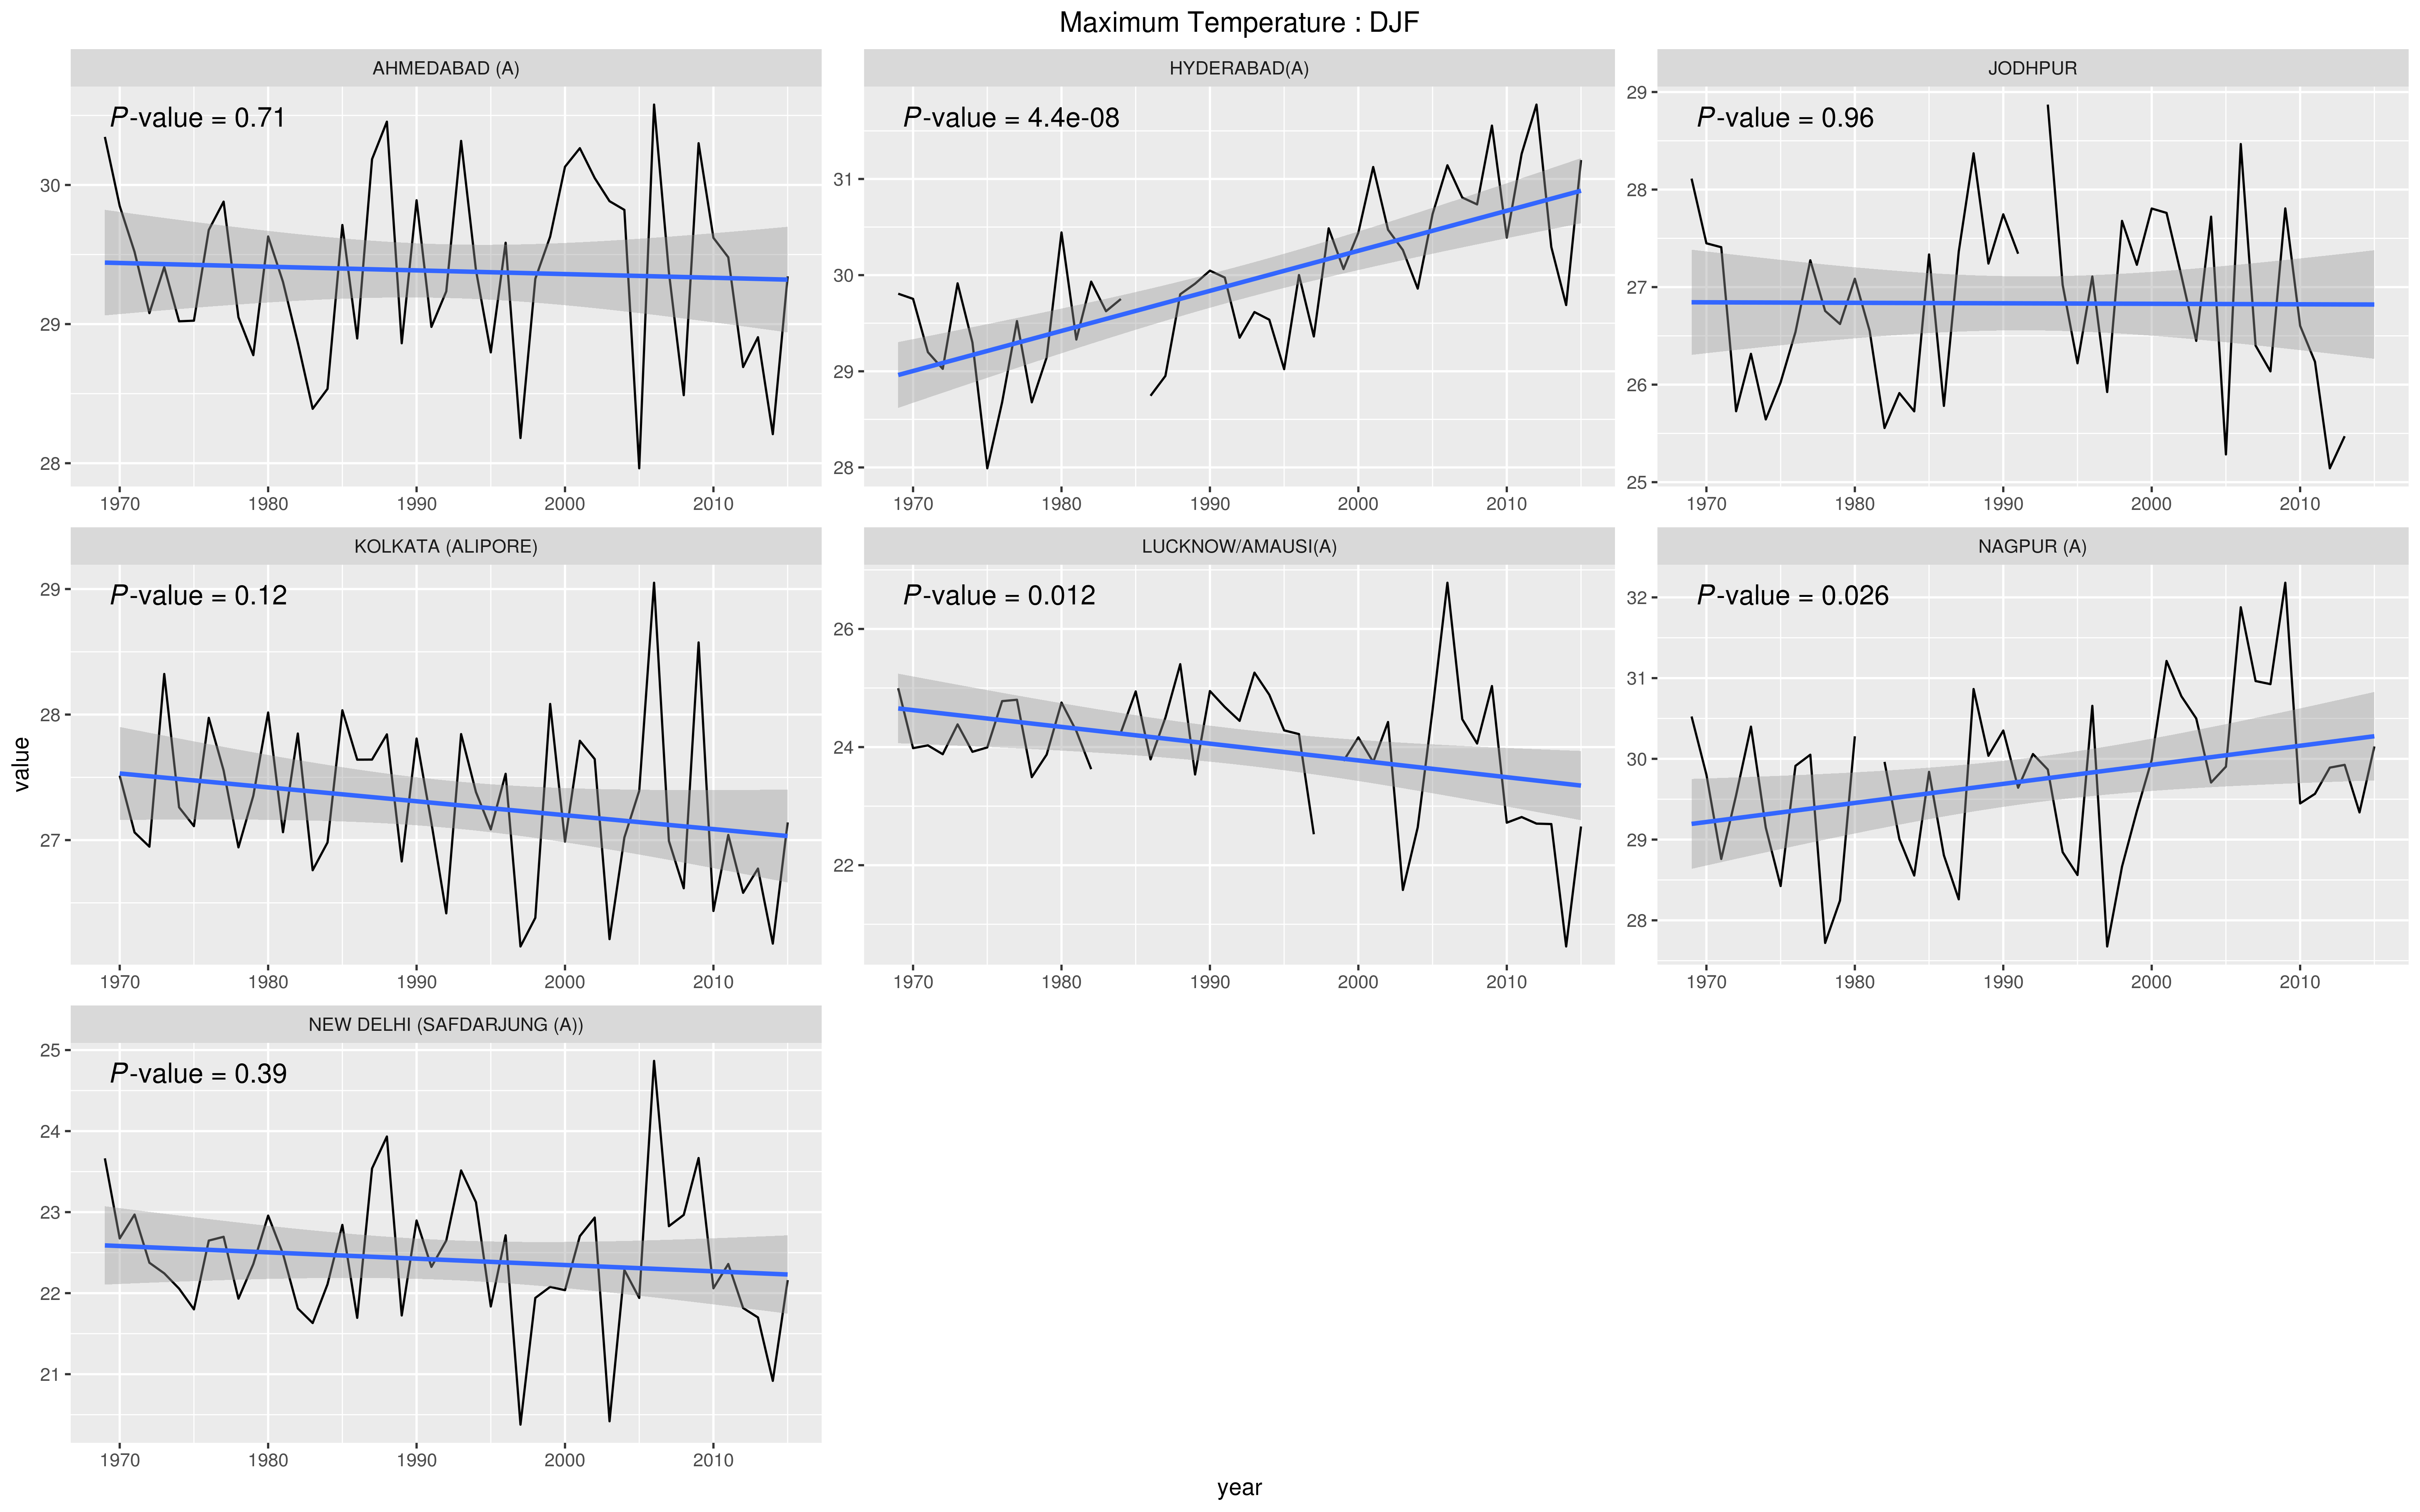 Maximum Temperature : DJF
AHMEDABAD (A)
P-value = 0.71
30
29
28
1970 1980 1990 2000 2010
HYDERABAD(A)
P-value = 4.4e-08
31
30
29
28
1970 1980 1990 2000 2010
JODHPUR
P-value = 0.96
29
28
27
26
25
1970 1980 1990 2000 2010
KOLKATA (ALIPORE)
P-value = 0.12
29
28
27
1970 1980 1990 2000 2010
LUCKNOW/AMAUSI(A)
P-value = 0.012
26
24
22
1970 1980 1990 2000 2010
NAGPUR (A)
P-value = 0.026
32
31
30
29
28
1970 1980 1990 2000 2010
NEW DELHI (SAFDARJUNG (A))
P-value = 0.39
25
24
23
22
21
1970 1980 1990 2000 2010
value
year